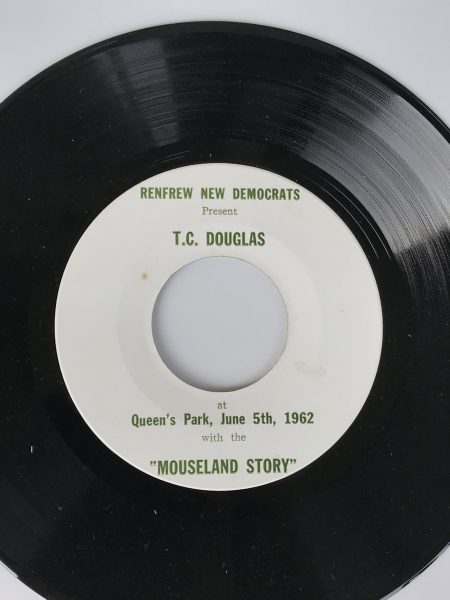 RENFREW NEW DEMOCRATS
Present
T.C. DOUGLAS
at
Queen's Park, June 5th, 1962
with the
"MOUSELAND STORY"